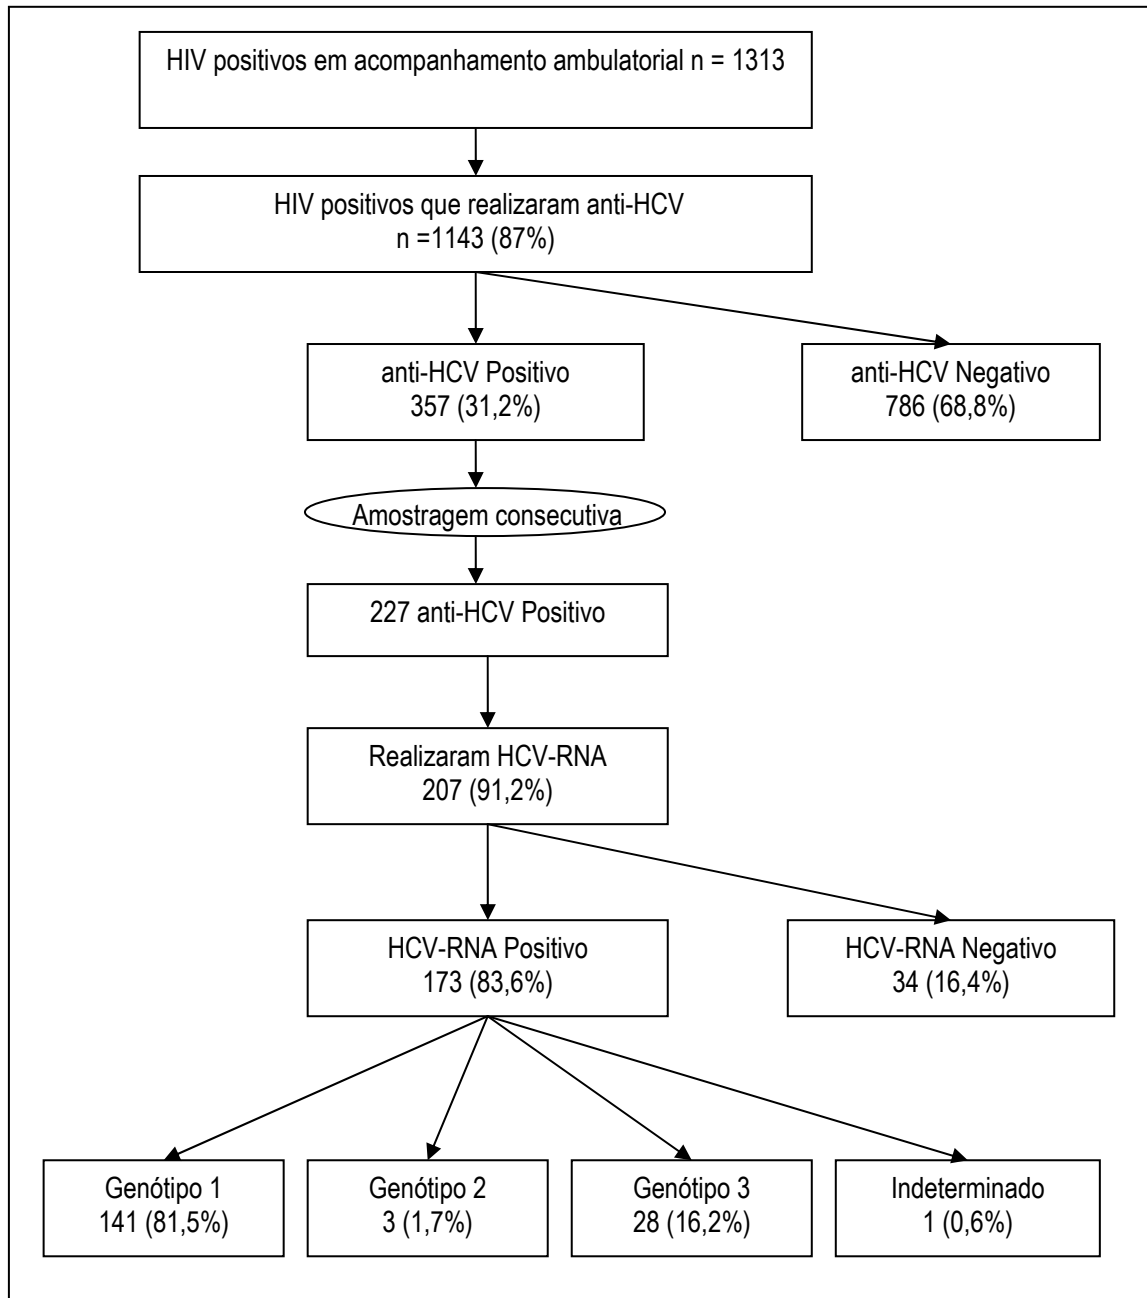 HIV positivos em acompanhamento ambulatorial n = 1313
HIV positivos que realizaram anti-HCV
n =1143 (87%)
anti-HCV Positivo
357 (31,2%)
anti-HCV Negativo
786 (68,8%)
Amostragem consecutiva
227 anti-HCV Positivo
Realizaram HCV-RNA
207 (91,2%)
HCV-RNA Positivo
173 (83,6%)
HCV-RNA Negativo
34 (16,4%)
Genótipo 1
141 (81,5%)
Genótipo 2
3 (1,7%)
Genótipo 3
28 (16,2%)
Indeterminado
1 (0,6%)